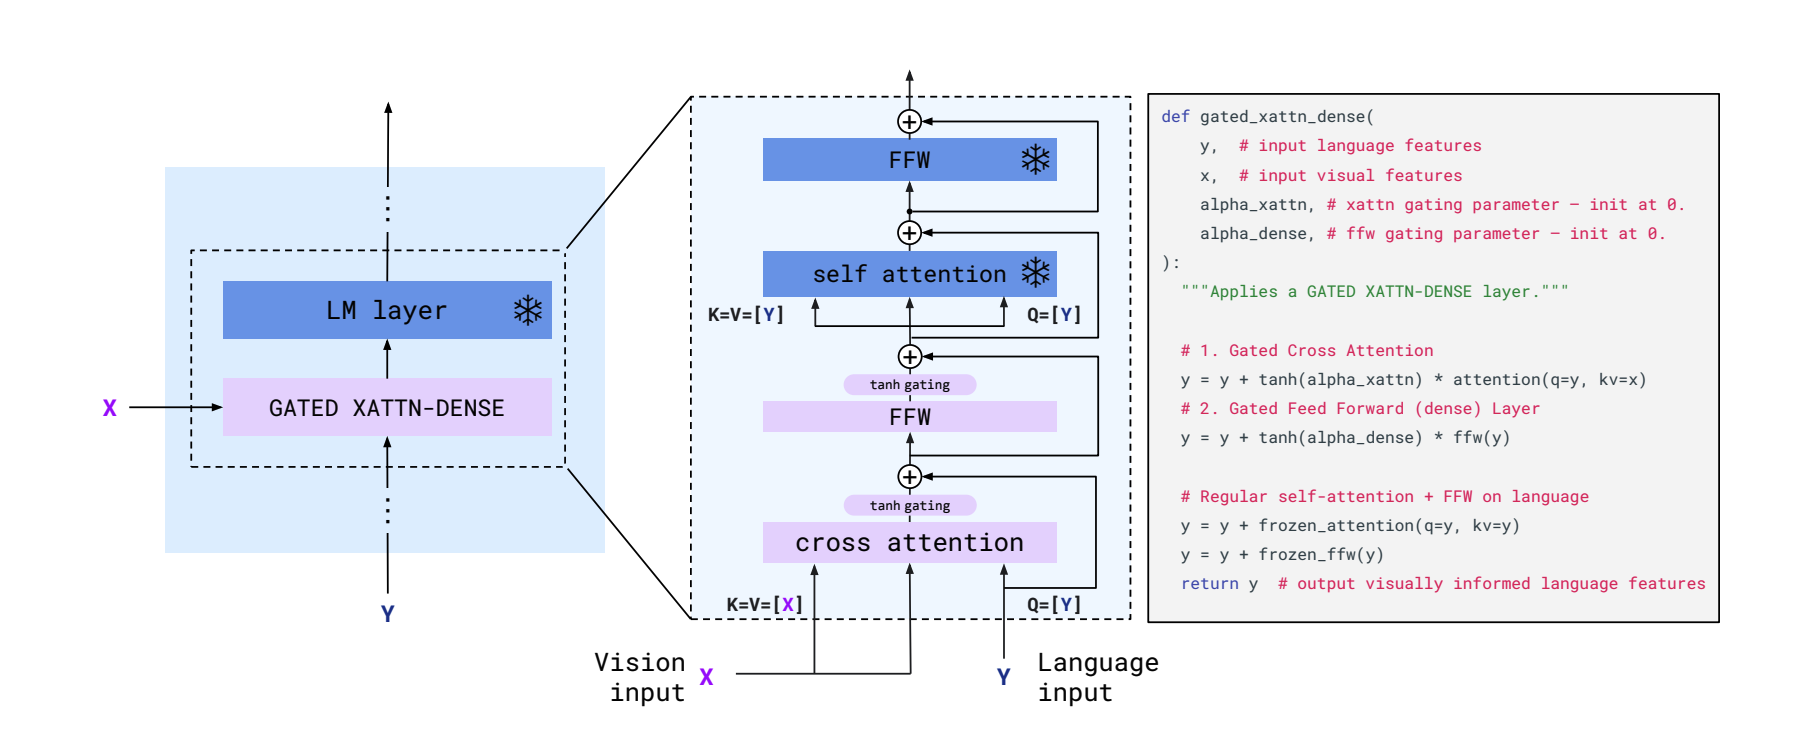 LM layer
GATED XATTN-DENSE
X
Y
FFW
self attention
K=V=[Y]
Q=[Y]
tanh gating
FFW
tanh gating
cross attention
K=V=[X]
Q=[Y]
Vision
input
X
Y
Language
input
def gated_xattn_dense(
y,  # input language features
x,  # input visual features
alpha_xattn, # xattn gating parameter – init at 0.
alpha_dense, # ffw gating parameter – init at 0.
):
"""Applies a GATED XATTN-DENSE layer."""
# 1. Gated Cross Attention
y = y + tanh(alpha_xattn) * attention(q=y, kv=x)
# 2. Gated Feed Forward (dense) Layer
y = y + tanh(alpha_dense) * ffw(y)
# Regular self-attention + FFW on language
y = y + frozen_attention(q=y, kv=y)
y = y + frozen_ffw(y)
return y  # output visually informed language features